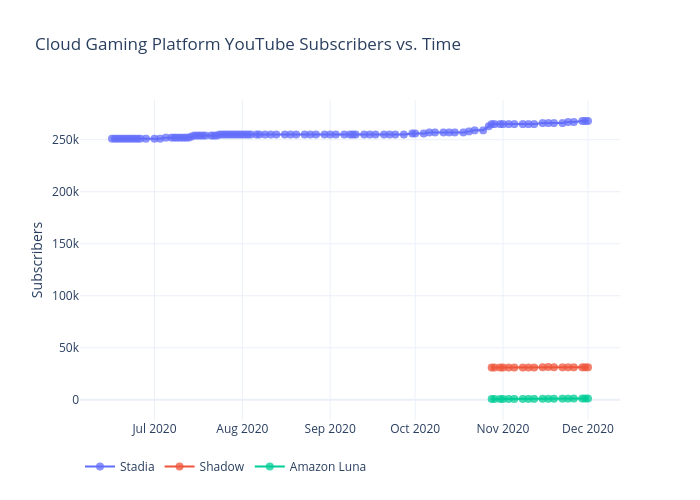 Cloud Gaming Platform YouTube Subscribers vs. Time
Subscribers
250k
200k
150k
100k
50k
0
Jul 2020 Aug 2020 Sep 2020 Oct 2020 Nov 2020 Dec 2020
Stadia Shadow Amazon Luna